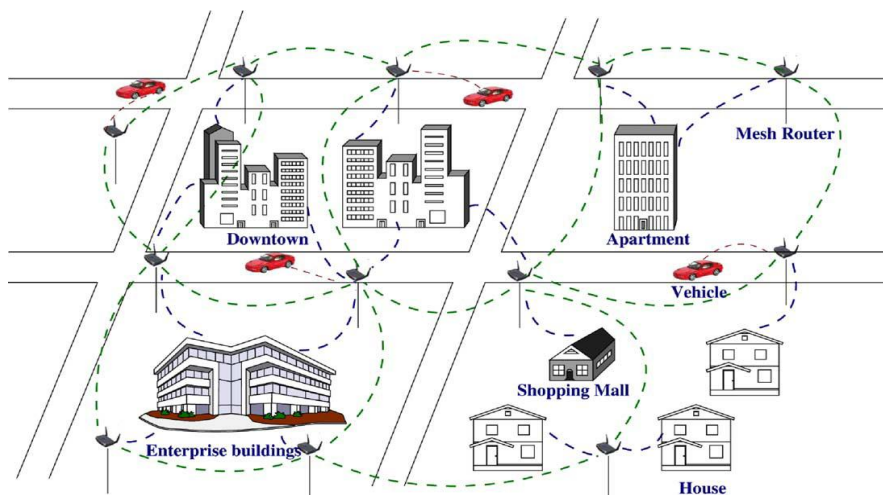 Mesh Router
Downtown
Apartment
Vehicle
Shopping Mall
Enterprise buildings
House